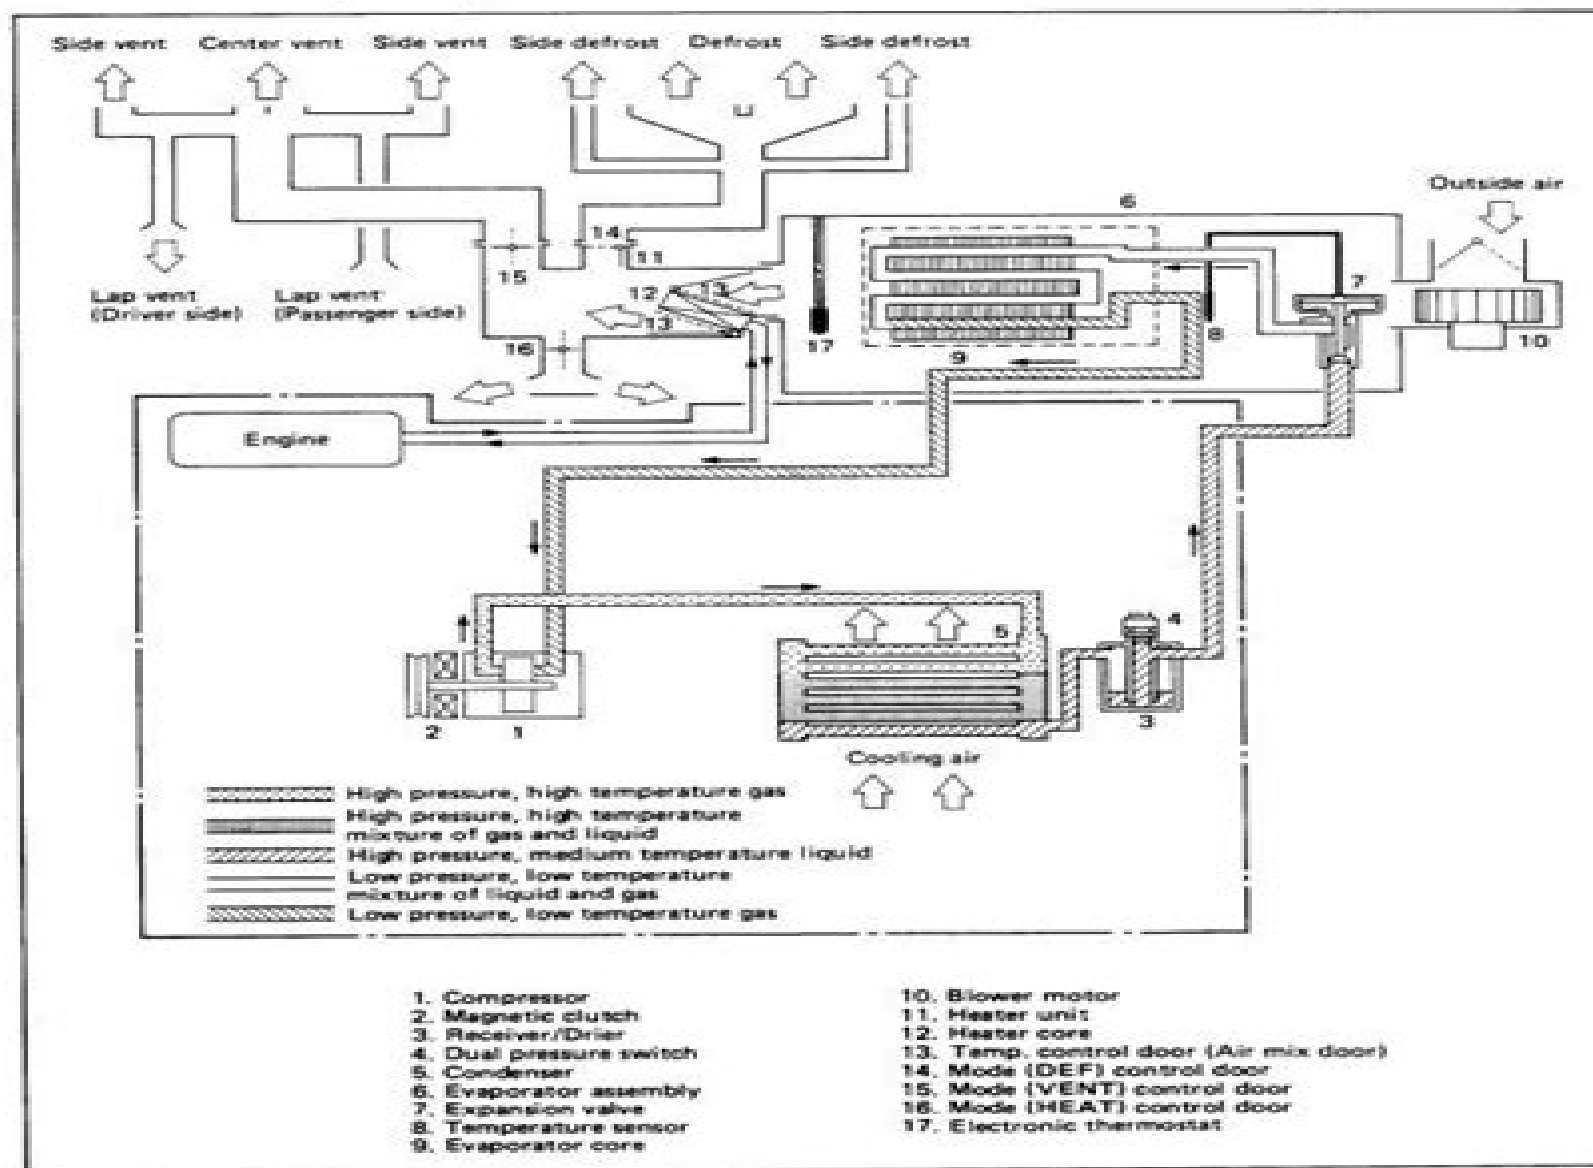 Side vent Center vent Side vent Side defrost Defrost Side defrost
Outside air
6
14
11
15
7
12 13
Lap vent
(Driver side)
Lap vent
(Passenger side)
13
16
17
8
9
10
Engine
5
4
3
2
1
Cooling air
High pressure, high temperature gas
High pressure, high temperature
mixture of gas and liquid
High pressure, medium temperature liquid
Low pressure, low temperature
mixture of liquid and gas
Low pressure, low temperature gas
1. Compressor
2. Magnetic clutch
3. Receiver/Drier
4. Dual pressure switch
5. Condenser
6. Evaporator assembly
7. Expansion valve
8. Temperature sensor
9. Evaporator core
10. Blower motor
11. Heater unit
12. Heater core
13. Temp. control door (Air mix door)
14. Mode (DEF) control door
15. Mode (VENT) control door
16. Mode (HEAT) control door
17. Electronic thermostat